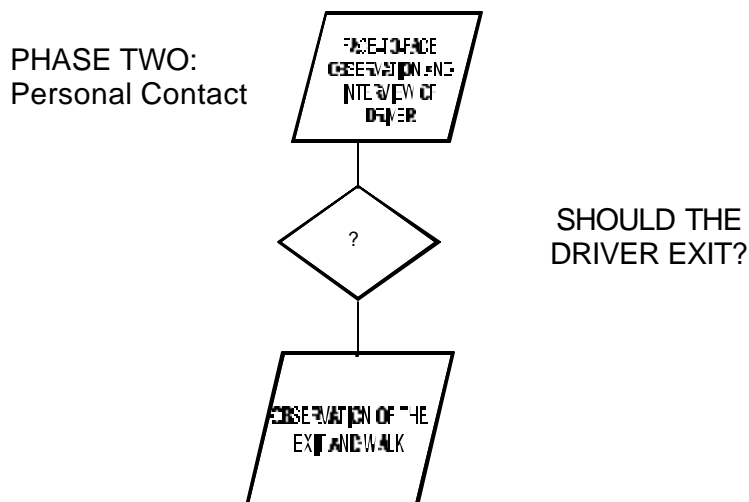 PHASE TWO:
Personal Contact
FACE-TO-FACE
OBSERVATION AND
INTERVIEW OF
DRIVER
?
SHOULD THE
DRIVER EXIT?
OBSERVATION OF THE
EXIT AND WALK